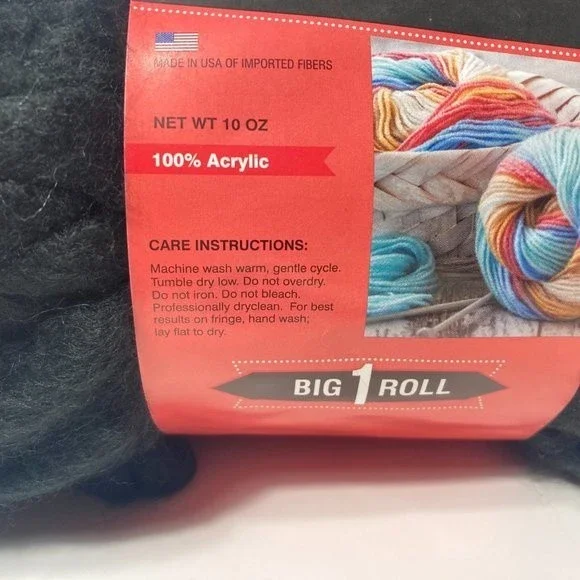 MADE IN USA OF IMPORTED FIBERS
NET WT 10 OZ
100% Acrylic
CARE INSTRUCTIONS:
Machine wash warm, gentle cycle.
Tumble dry low. Do not overdry.
Do not iron. Do not bleach.
Professionally dryclean. For best
results on fringe, hand wash;
lay flat to dry.
BIG 1 ROLL